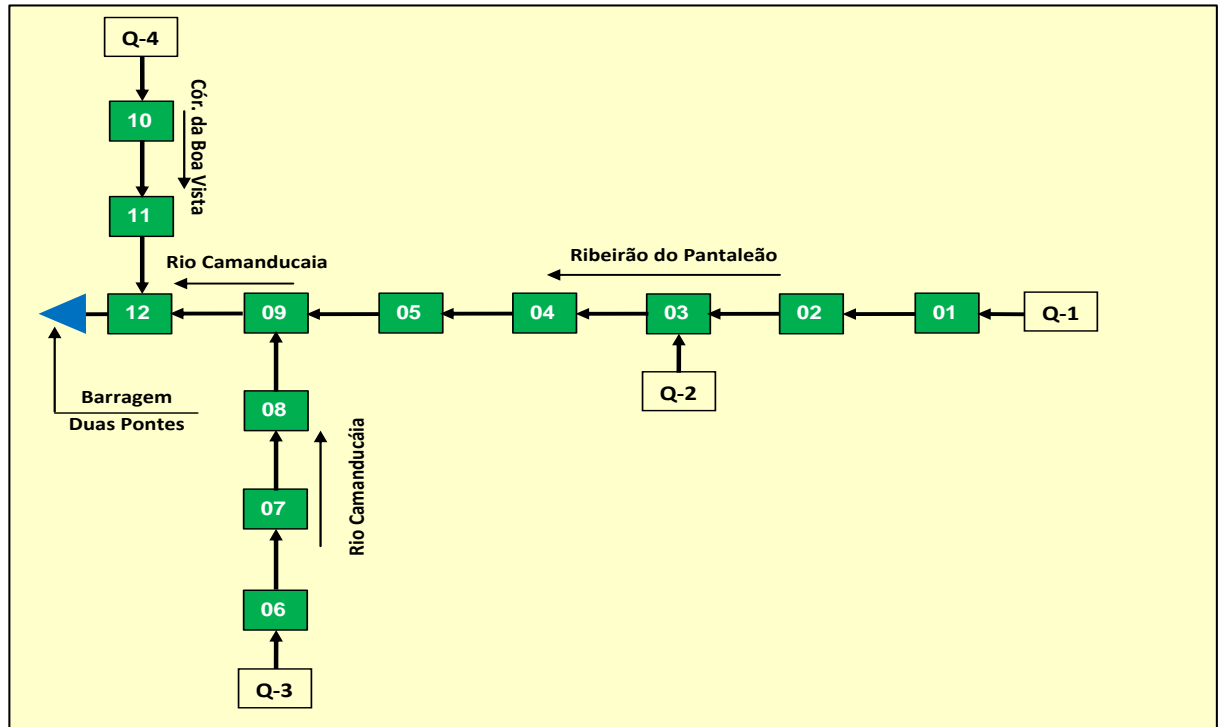 Q-4
10
Cór. da Boa Vista
11
Rio Camanducaia
Ribeirão do Pantaleão
12
09
05
04
03
02
01
Q-1
Barragem
Duas Pontes
08
Q-2
Rio Camanducáia
07
06
Q-3